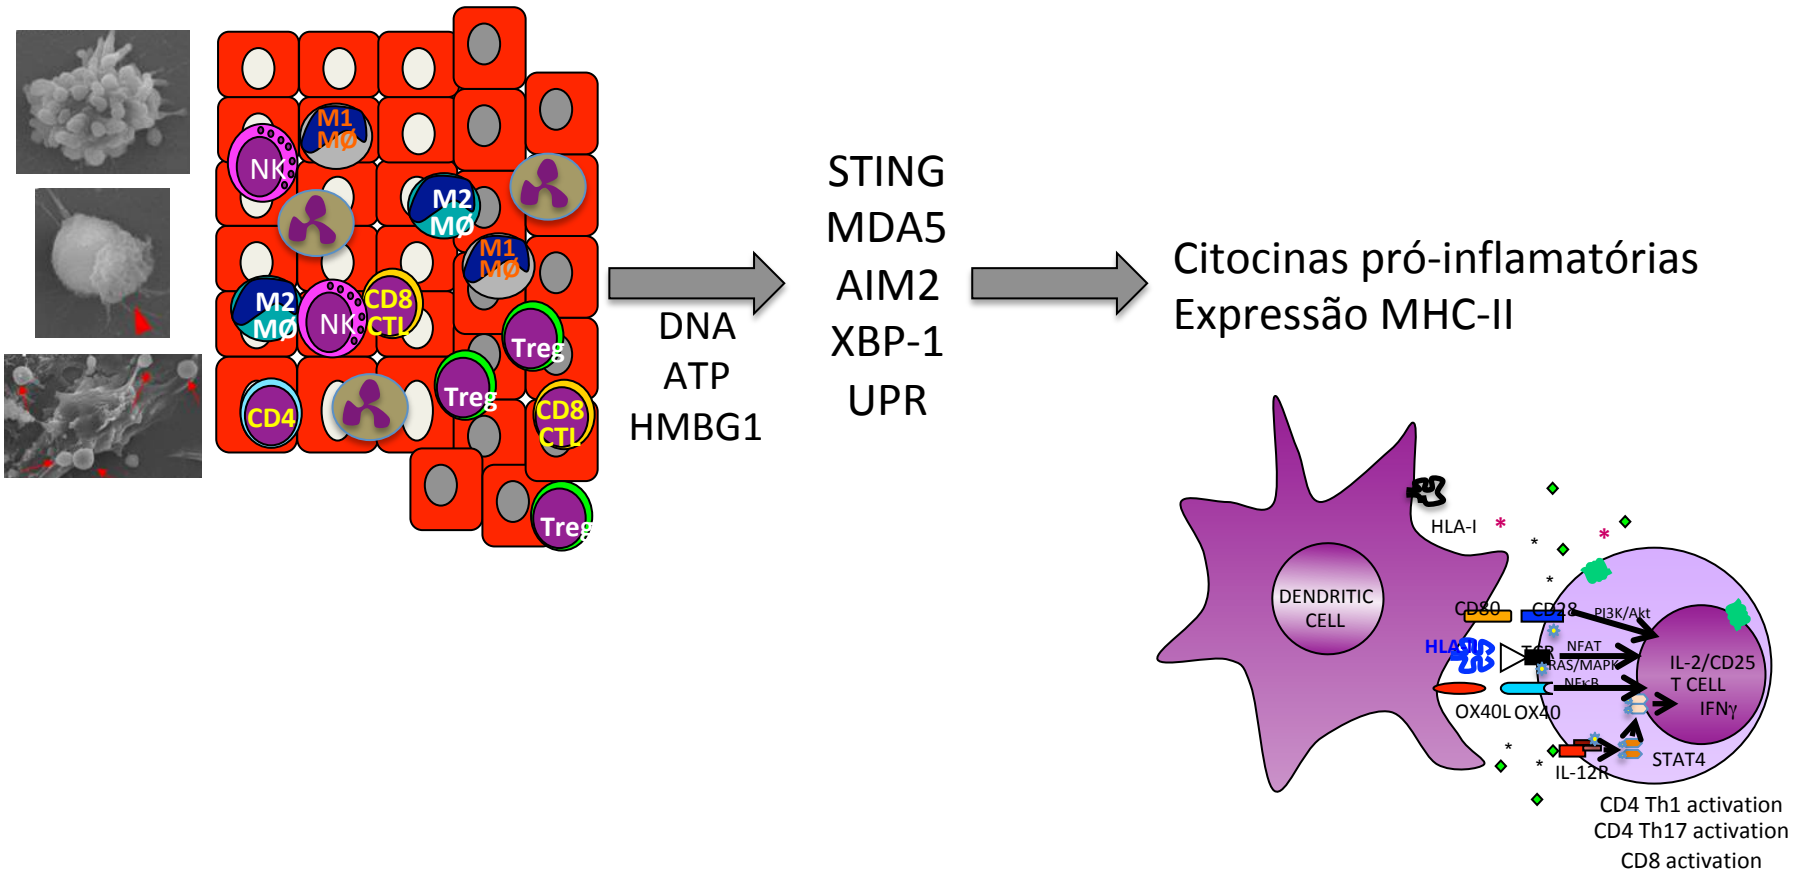 M1
MØ
NK
M2
MØ
M1
MØ
M2
MØ
NK
CD8
CTL
Treg
Treg
CD4
CD8
CTL
Treg
DNA
ATP
HMBG1
STING
MDA5
AIM2
XBP-1
UPR
Citocinas pró-inflamatórias
Expressão MHC-II
HLA-I
DENDRITIC
CELL
CD80
CD28
PI3K/Akt
TCR
NFAT
RAS/MAPK
NFκB
OX40L
OX40
IL-2/CD25
T CELL
IFNγ
STAT4
IL-12R
CD4 Th1 activation
CD4 Th17 activation
CD8 activation